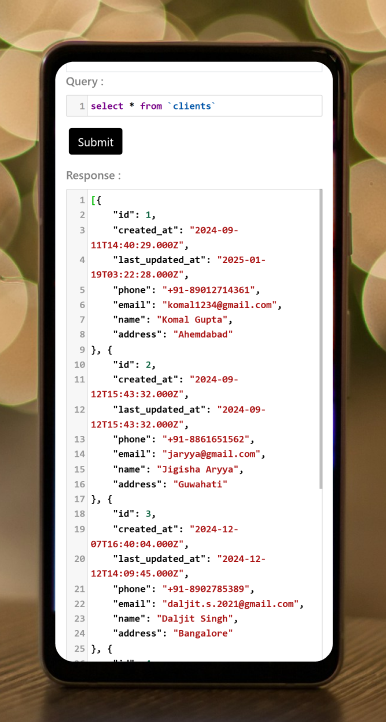 Query :
1 select * from `clients`
Submit
Response :
1 [{
2 "id": 1,
3 "created_at": "2024-09-
11T14:40:29.000Z",
4 "last_updated_at": "2025-01-
19T03:22:28.000Z",
5 "phone": "+91-89012714361",
6 "email": "komal1234@gmail.com",
7 "name": "Komal Gupta",
8 "address": "Ahemdabad"
9 }, {
10 "id": 2,
11 "created_at": "2024-09-
12T15:43:32.000Z",
12 "last_updated_at": "2024-09-
12T15:43:32.000Z",
13 "phone": "+91-8861651562",
14 "email": "jaryya@gmail.com",
15 "name": "Jigisha Aryya",
16 "address": "Guwahati"
17 }, {
18 "id": 3,
19 "created_at": "2024-12-
07T16:40:04.000Z",
20 "last_updated_at": "2024-12-
12T14:09:45.000Z",
21 "phone": "+91-8902785389",
22 "email": "daljit.s.2021@gmail.com",
23 "name": "Daljit Singh",
24 "address": "Bangalore"
25 }, {